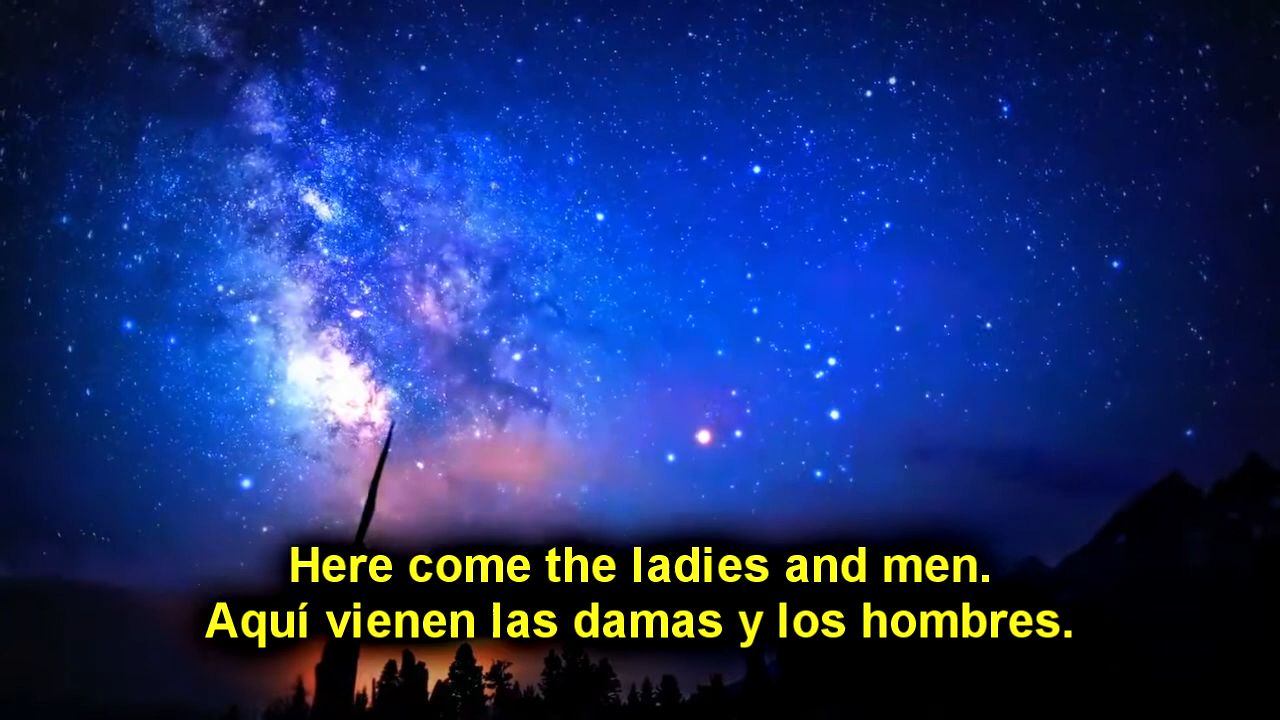 Here come the ladies and men.
Aquí vienen las damas y los hombres.